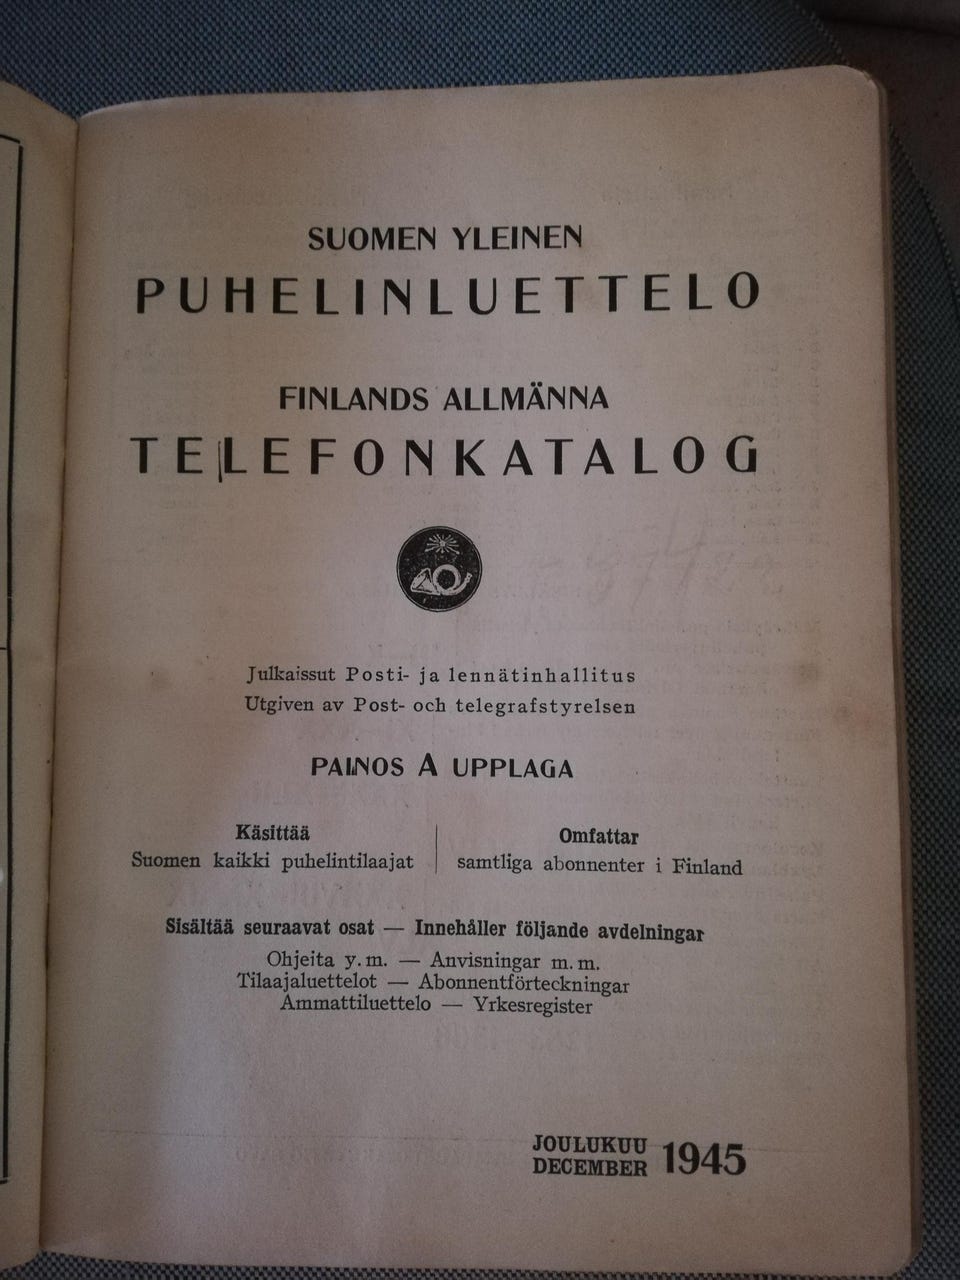 SUOMEN YLEINEN
PUHELINLUETTELO
FINLANDS ALLMÄNNA
TELEFONKATALOG
Julkaissut Posti- ja lennätinhallitus
Utgiven av Post- och telegrafstyrelsen
PAINOS A UPPLAGA
Käsittää
Suomen kaikki puhelintilaajat
Omfattar
samtliga abonnenter i Finland
Sisältää seuraavat osat — Innehåller följande avdelningar
Ohjeita y. m. — Anvisningar m. m.
Tilaajaluettelot — Abonnentförteckningar
Ammattiluettelo — Yrkesregister
JOULUKUU
DECEMBER 1945